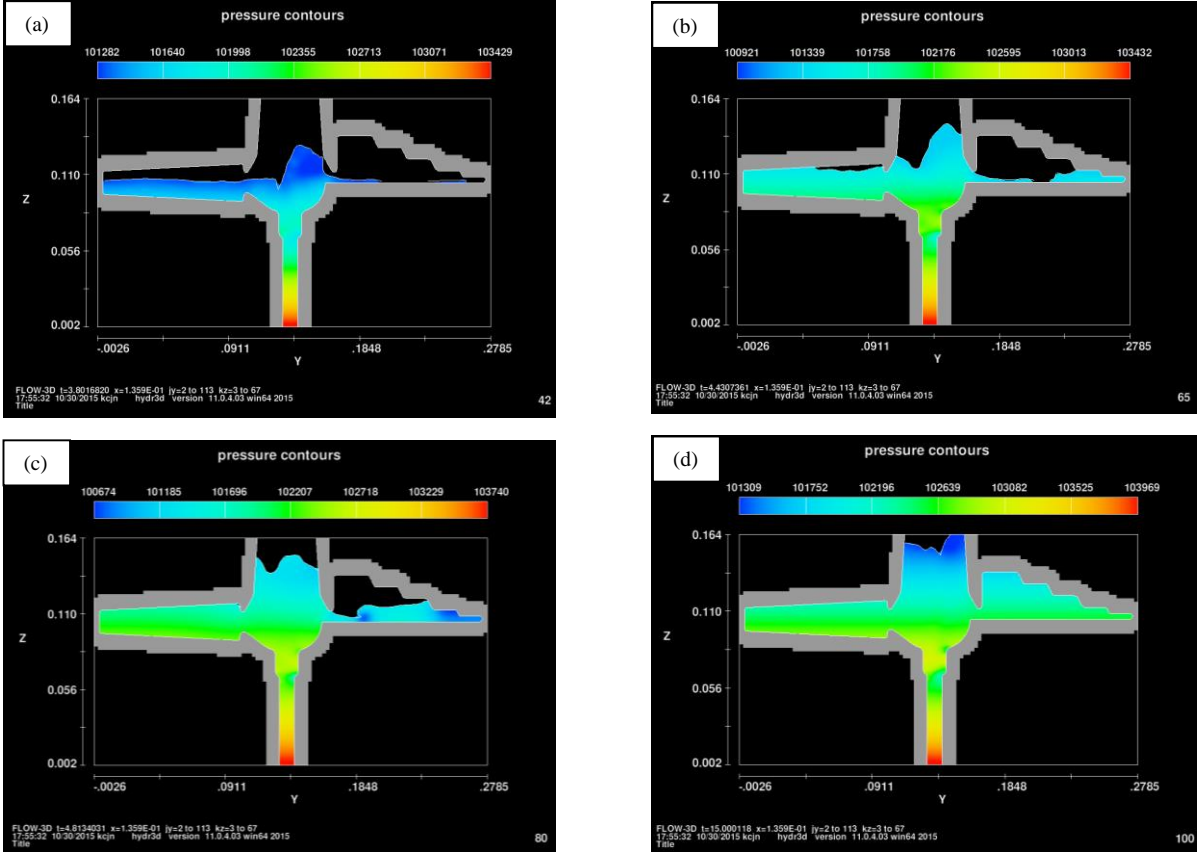 (a)
pressure contours
101282 101640 101998 102355 102713 103071 103429
0.164
0.110
Z
0.056
0.002
-.0026 .0911 .1848 .2785
Y
FLOW-3D t=3.8016820 x=1.359E-01 jy=2 to 113 kz=3 to 67
17:55:32 10/30/2015 kcjn hydr3d version 11.0.4.03 win64 2015
Title
42
(b)
pressure contours
100921 101339 101758 102176 102595 103013 103432
0.164
0.110
Z
0.056
0.002
-.0026 .0911 .1848 .2785
Y
FLOW-3D t=4.4307361 x=1.359E-01 jy=2 to 113 kz=3 to 67
17:55:32 10/30/2015 kcjn hydr3d version 11.0.4.03 win64 2015
Title
65
(c)
pressure contours
100674 101185 101696 102207 102718 103229 103740
0.164
0.110
Z
0.056
0.002
-.0026 .0911 .1848 .2785
Y
FLOW-3D t=4.8134031 x=1.359E-01 jy=2 to 113 kz=3 to 67
17:55:32 10/30/2015 kcjn hydr3d version 11.0.4.03 win64 2015
Title
80
(d)
pressure contours
101309 101752 102196 102639 103082 103525 103969
0.164
0.110
Z
0.056
0.002
-.0026 .0911 .1848 .2785
Y
FLOW-3D t=15.000118 x=1.359E-01 jy=2 to 113 kz=3 to 67
17:55:32 10/30/2015 kcjn hydr3d version 11.0.4.03 win64 2015
Title
100